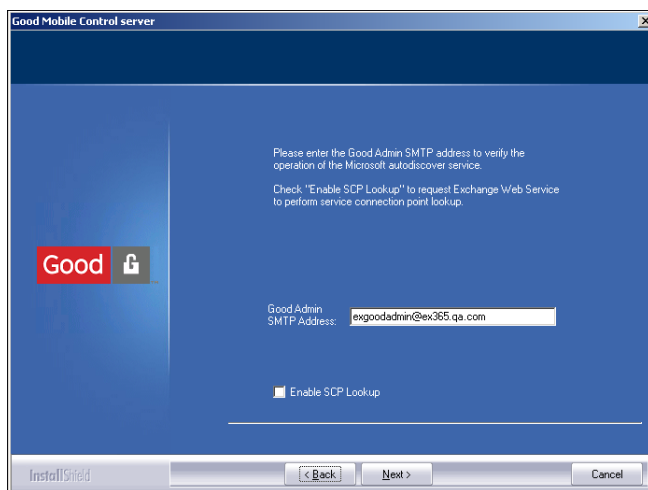 Good Mobile Control server
Please enter the Good Admin SMTP address to verify the
operation of the Microsoft autodiscover service.
Check "Enable SCP Lookup" to request Exchange Web Service
to perform service connection point lookup.
Good
Good Admin
SMTP Address:
exgoodadmin@ex365.qa.com
Enable SCP Lookup
InstallShield
< Back
Next >
Cancel